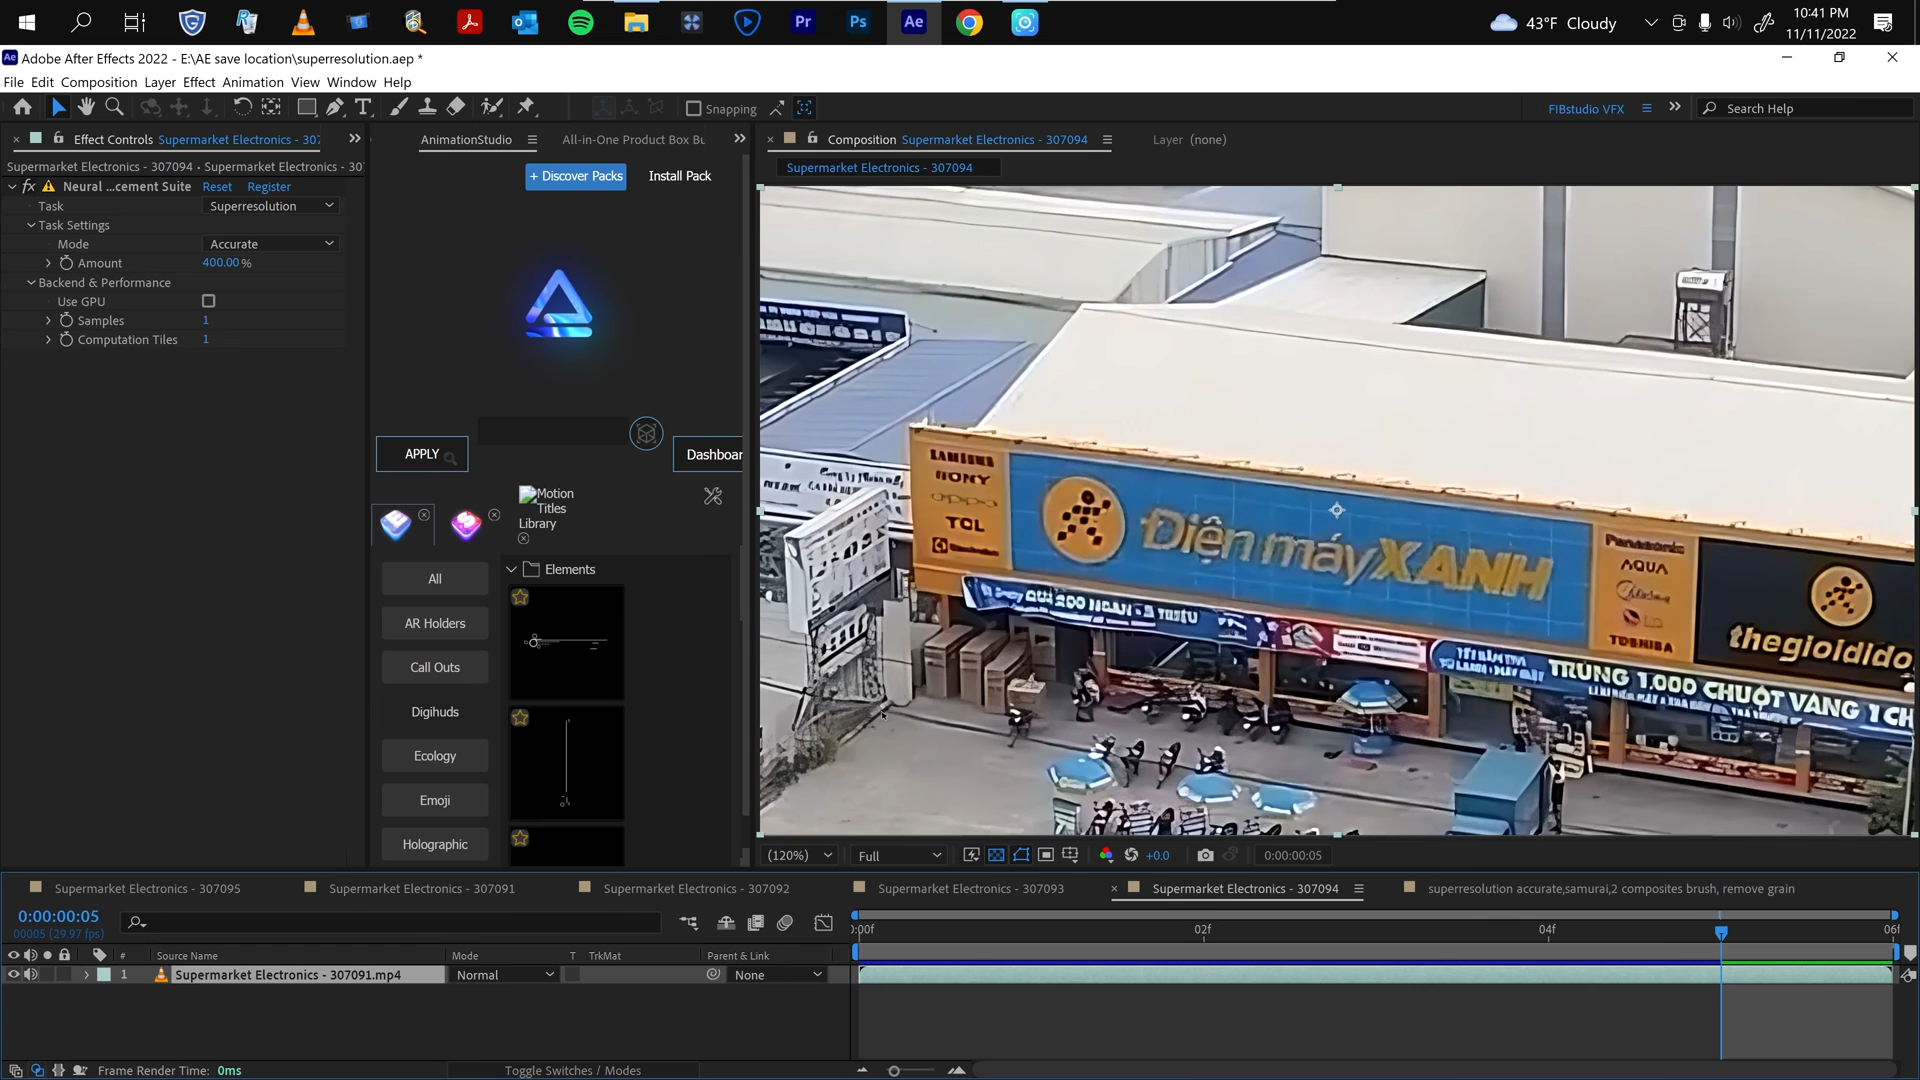 43°F Cloudy
10:41 PM
11/11/2022
Adobe After Effects 2022 - E:\AE save location\superresolution.aep *
File Edit Composition Layer Effect Animation View Window Help
Snapping
FIBstudio VFX
Search Help
Effect Controls Supermarket Electronics - 307
AnimationStudio
All-in-One Product Box Bu
Composition Supermarket Electronics - 307094
Layer (none)
Supermarket Electronics - 307094 • Supermarket Electronics - 30
Supermarket Electronics - 307094
+ Discover Packs
Install Pack
fx Neural ...cement Suite Reset Register
Task Superresolution
Task Settings
Mode Accurate
Amount 400.00 %
Backend & Performance
Use GPU
Samples 1
Computation Tiles 1
APPLY
Dashboar
Motion Titles Library
Elements
All
AR Holders
Call Outs
Digihuds
Ecology
Emoji
Holographic
SAMSUNG
SONY
TCL
Điện máyXANH
Panasonic
AQUA
TOSHIBA
thegioidido
TRÚNG 1.000 CHUỘT VÀNG 1 CH
(120%)
Full
+0.0
0:00:00:05
Supermarket Electronics - 307095
Supermarket Electronics - 307091
Supermarket Electronics - 307092
Supermarket Electronics - 307093
Supermarket Electronics - 307094
superresolution accurate,samurai,2 composites brush, remove grain
0:00:00:05
00005 (29.97 fps)
0:00f
02f
04f
06f
# Source Name Mode T TrkMat Parent & Link
1 Supermarket Electronics - 307091.mp4 Normal None
Frame Render Time: 0ms
Toggle Switches / Modes